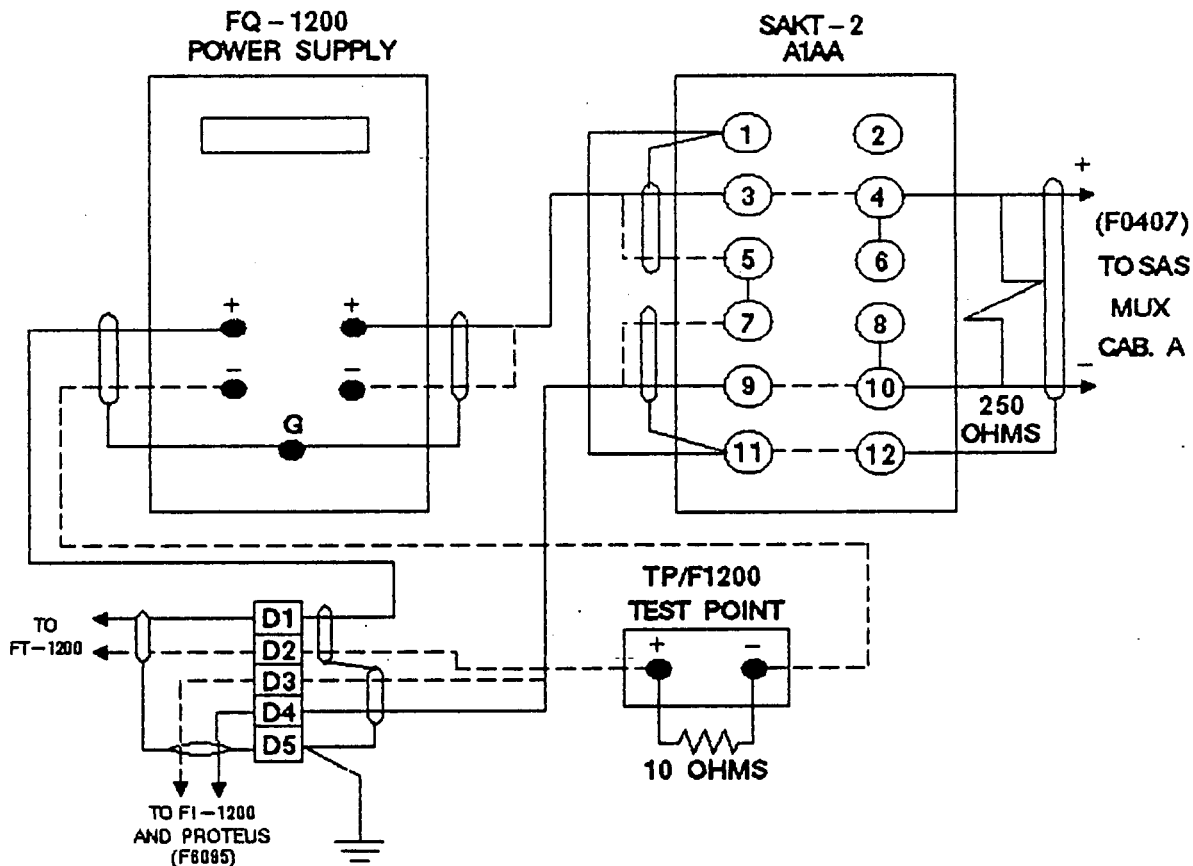 FQ-1200
POWER SUPPLY
SAKT-2
A1AA
1
2
3
4
5
6
7
8
9
10
11
12
+
(F0407)
TO SAS
MUX
CAB. A
-
250
OHMS
+
+
-
-
G
TO
FT-1200
D1
D2
D3
D4
D5
TO FI-1200
AND PROTEUS
(F6095)
TP/F1200
TEST POINT
+
-
10 OHMS